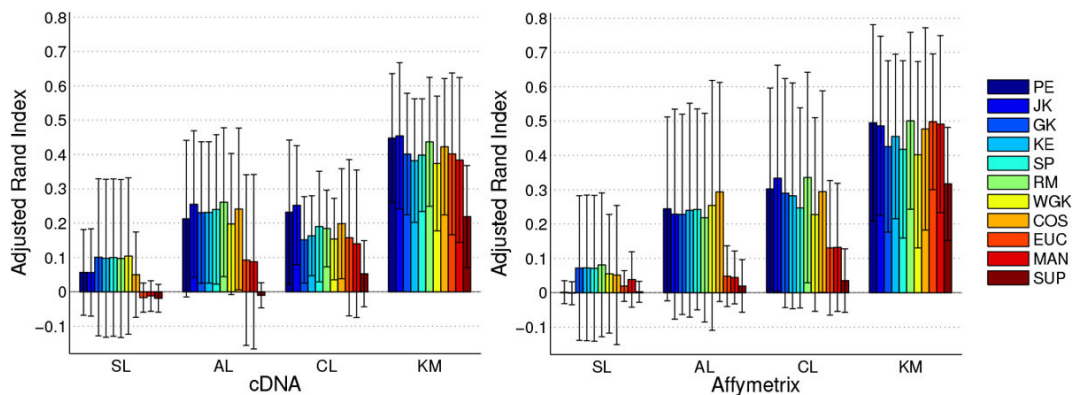 Adjusted Rand Index
0.8
0.7
0.6
0.5
0.4
0.3
0.2
0.1
0
−0.1
SL AL CL KM
cDNA
Adjusted Rand Index
0.8
0.7
0.6
0.5
0.4
0.3
0.2
0.1
0
−0.1
SL AL CL KM
Affymetrix
PE
JK
GK
KE
SP
RM
WGK
COS
EUC
MAN
SUP